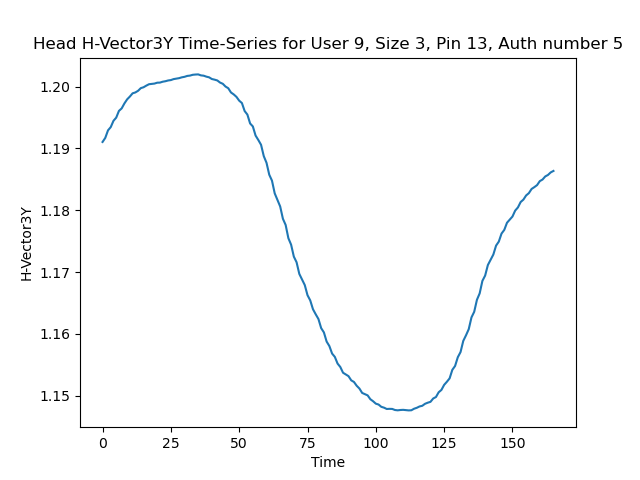 Head H-Vector3Y Time-Series for User 9, Size 3, Pin 13, Auth number 5
1.20
1.19
1.18
1.17
1.16
1.15
H-Vector3Y
0 25 50 75 100 125 150
Time